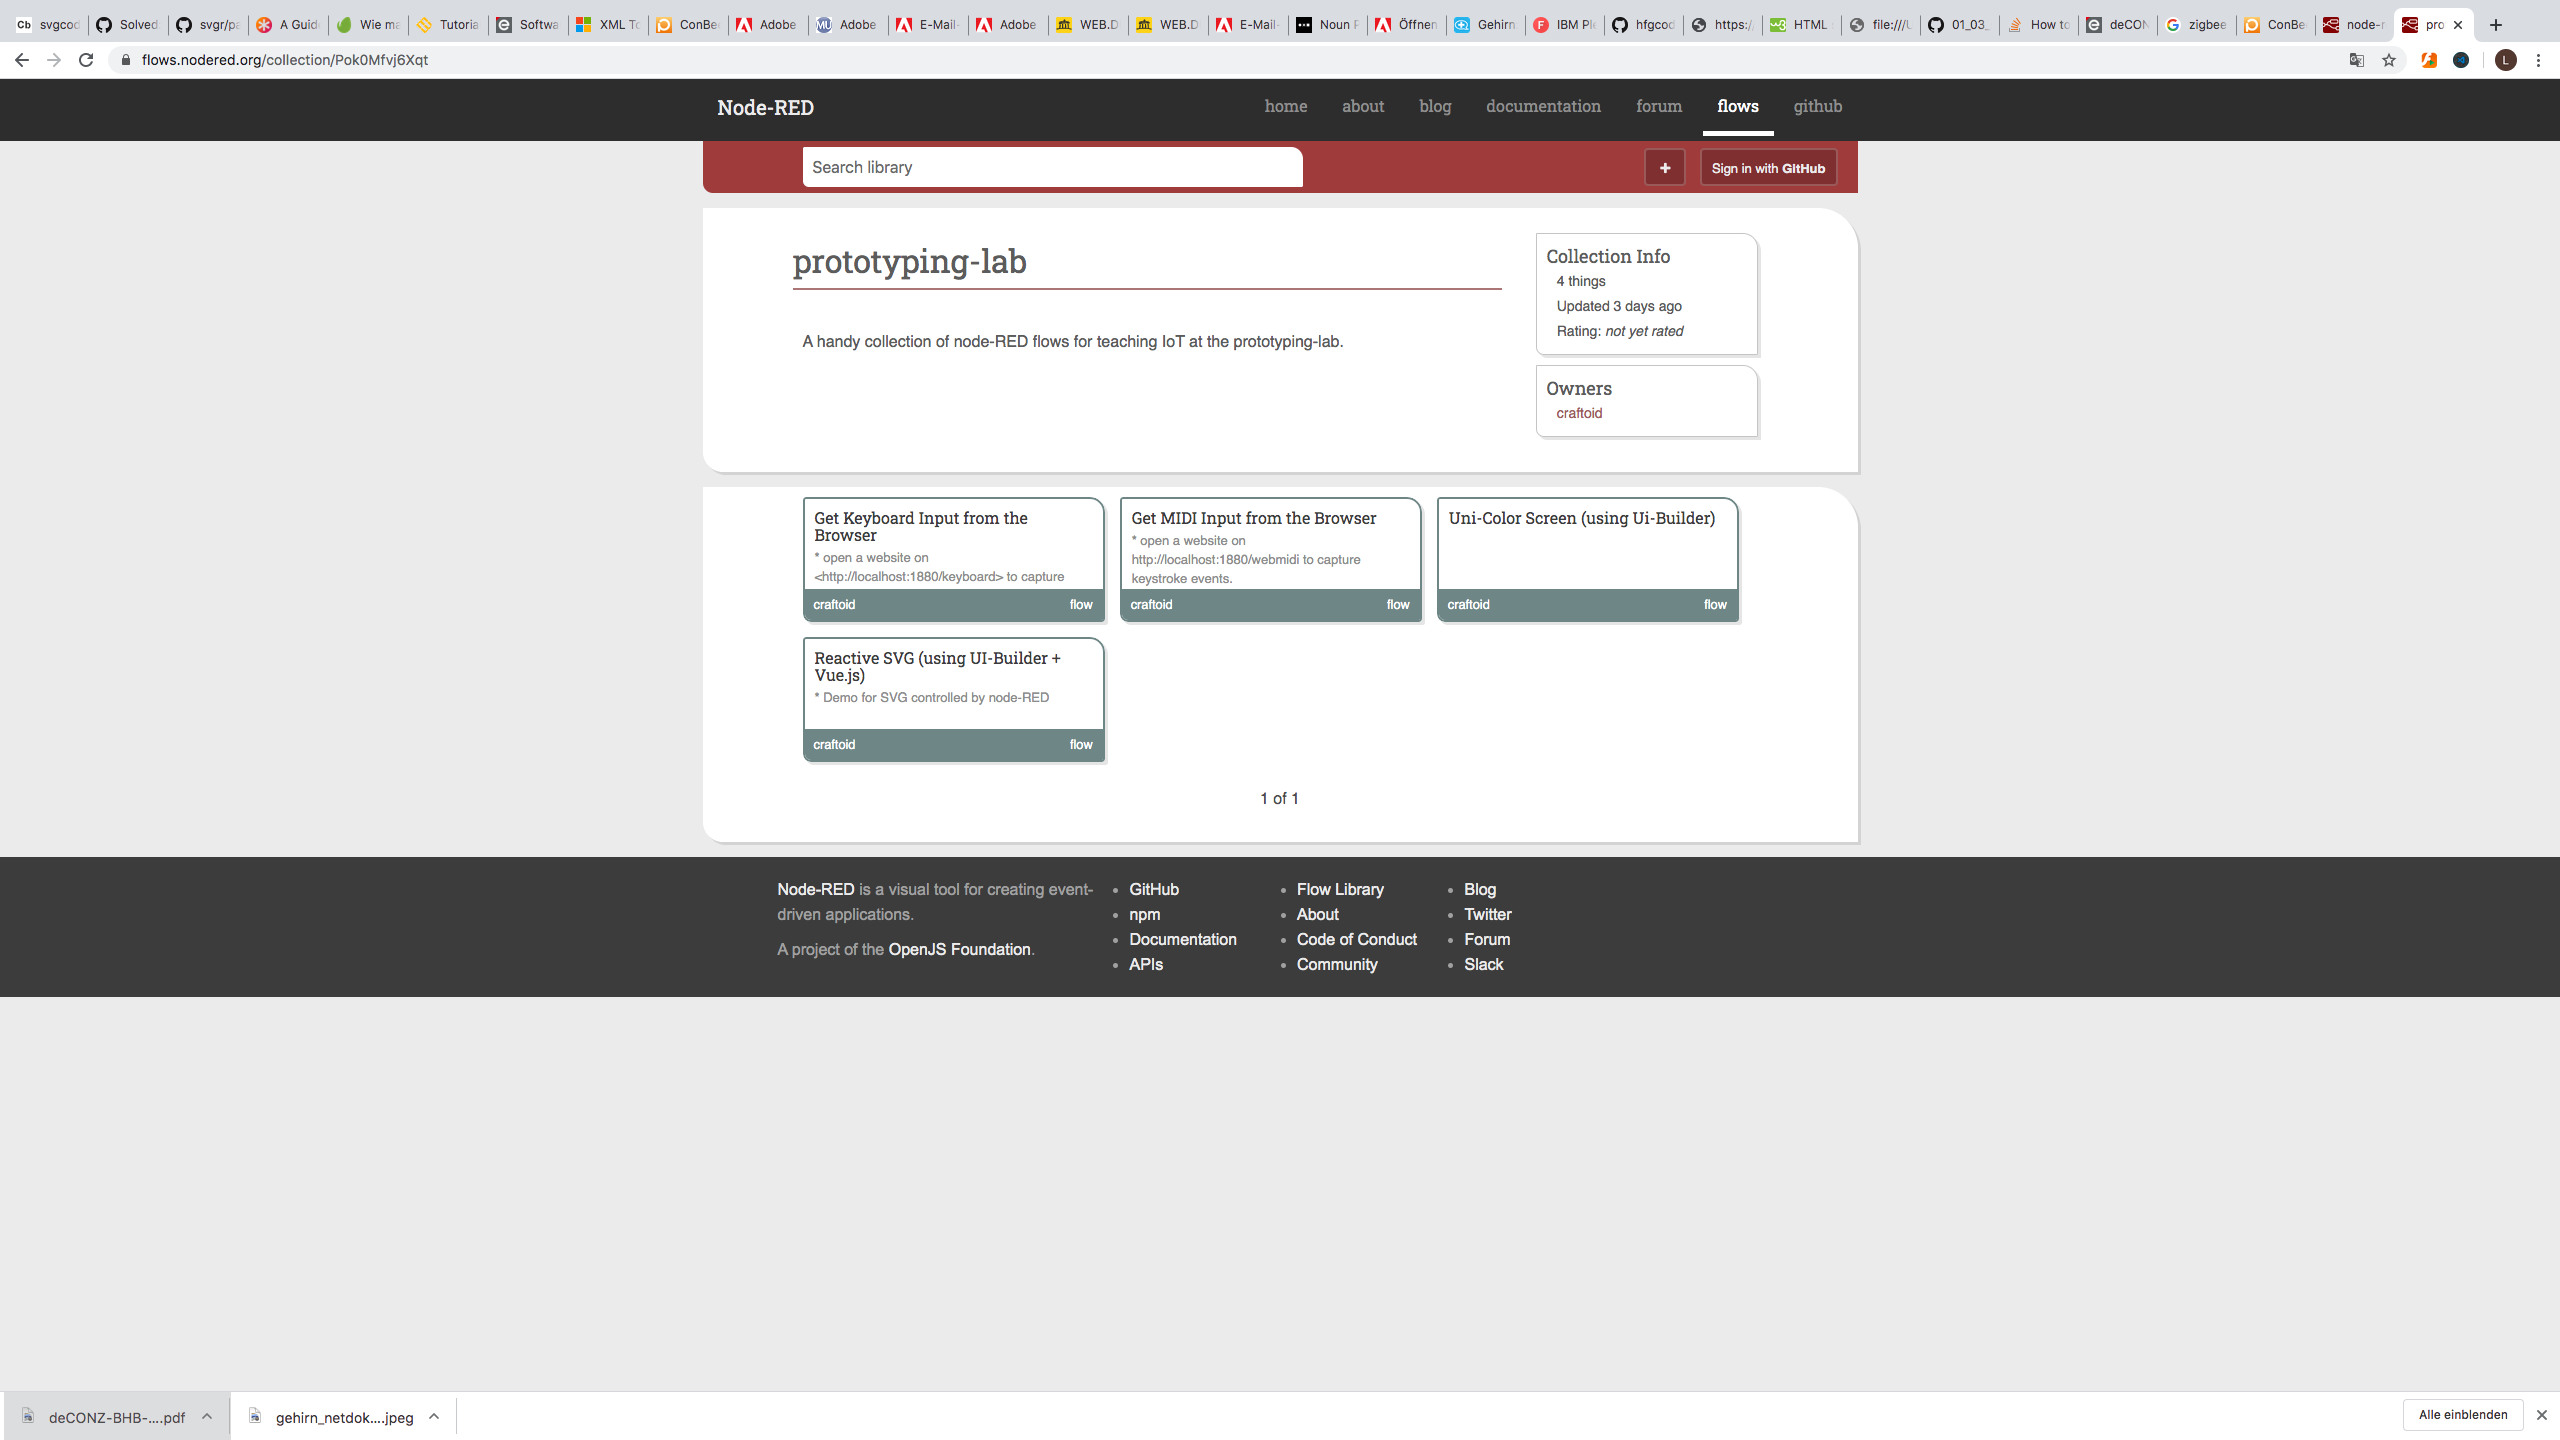 svgcod Solved svgr/pa A Guide Wie ma Tutoria Softwa XML To ConBe Adobe Adobe E-Mail- Adobe WEB.D WEB.D E-Mail- Noun P Öffnen Gehirn IBM Ple hfgcod https:/ HTML file:///U 01_03_ How to deCON zigbee ConBe node-r pro
flows.nodered.org/collection/Pok0Mfvj6Xqt
Node-RED home about blog documentation forum flows github
Search library + Sign in with GitHub
prototyping-lab
A handy collection of node-RED flows for teaching IoT at the prototyping-lab.
Collection Info
4 things
Updated 3 days ago
Rating: not yet rated
Owners
craftoid
Get Keyboard Input from the
Browser
* open a website on
<http://localhost:1880/keyboard> to capture
craftoid flow
Get MIDI Input from the Browser
* open a website on
http://localhost:1880/webmidi to capture
keystroke events.
craftoid flow
Uni-Color Screen (using Ui-Builder)
craftoid flow
Reactive SVG (using UI-Builder +
Vue.js)
* Demo for SVG controlled by node-RED
craftoid flow
1 of 1
Node-RED is a visual tool for creating event-
driven applications.
A project of the OpenJS Foundation.
• GitHub
• npm
• Documentation
• APIs
• Flow Library
• About
• Code of Conduct
• Community
• Blog
• Twitter
• Forum
• Slack
deCONZ-BHB-....pdf gehirn_netdok....jpeg Alle einblenden